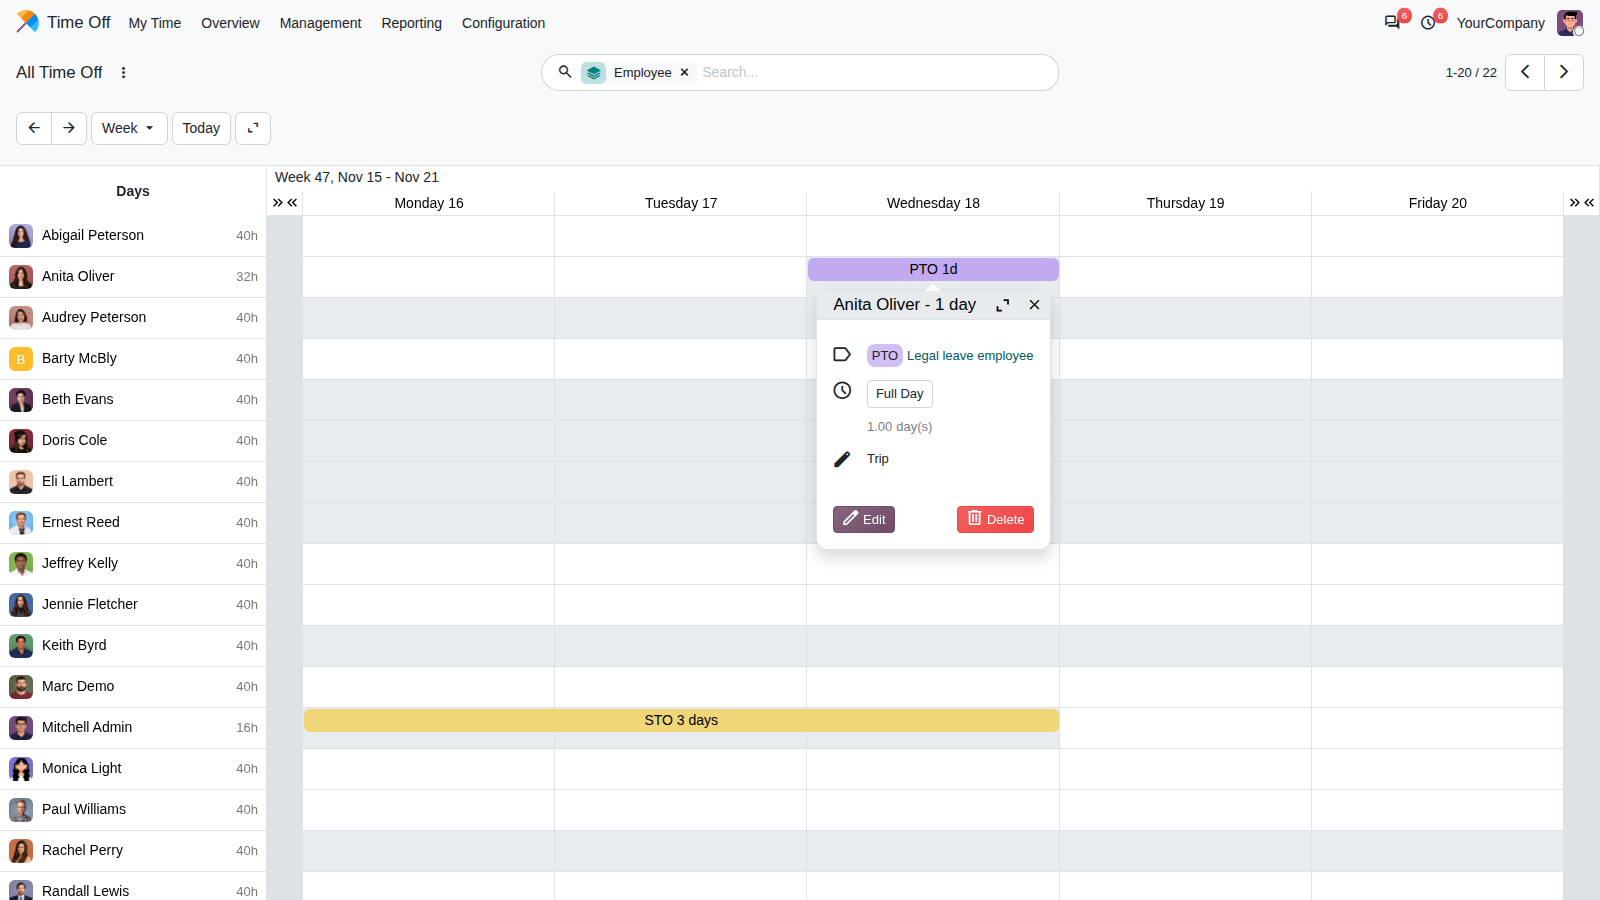 Time Off My Time Overview Management Reporting Configuration 6 6 YourCompany
All Time Off Employee Search... 1-20 / 22
Week Today
Days
Week 47, Nov 15 - Nov 21
Monday 16 Tuesday 17 Wednesday 18 Thursday 19 Friday 20
Abigail Peterson 40h
Anita Oliver 32h
PTO 1d
Audrey Peterson 40h
B Barty McBly 40h
Beth Evans 40h
Doris Cole 40h
Eli Lambert 40h
Ernest Reed 40h
Jeffrey Kelly 40h
Jennie Fletcher 40h
Keith Byrd 40h
Marc Demo 40h
Mitchell Admin 16h
STO 3 days
Monica Light 40h
Paul Williams 40h
Rachel Perry 40h
Randall Lewis 40h
Anita Oliver - 1 day
PTO Legal leave employee
Full Day
1.00 day(s)
Trip
Edit Delete